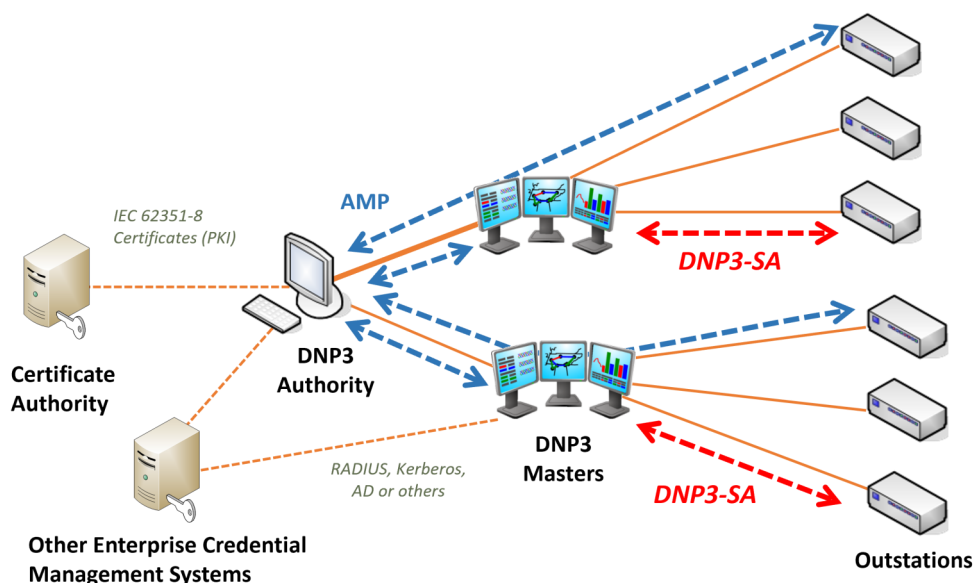 AMP
IEC 62351-8
Certificates (PKI)
DNP3-SA
Certificate
Authority
DNP3
Authority
DNP3
Masters
RADIUS, Kerberos,
AD or others
DNP3-SA
Other Enterprise Credential
Management Systems
Outstations